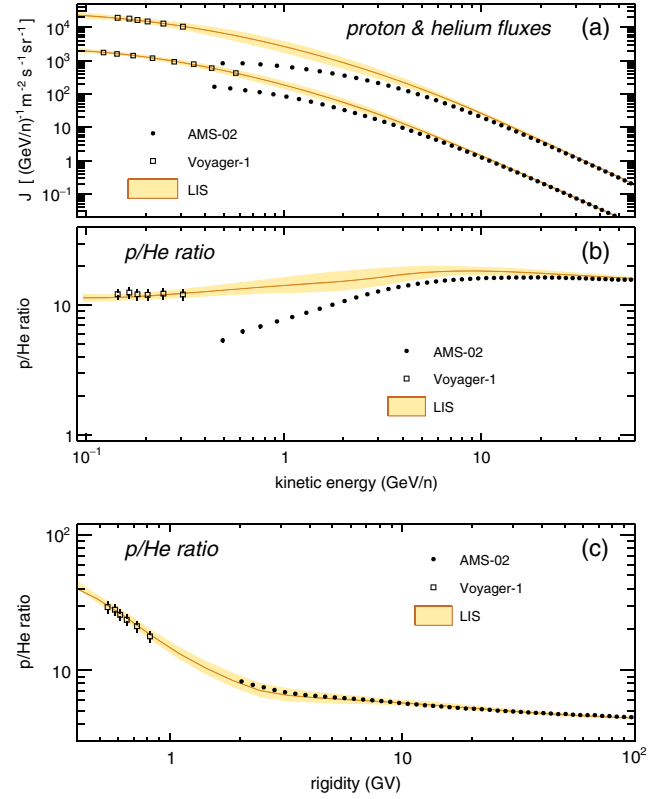 proton & helium fluxes
(a)
J [ (GeV/n)⁻¹ m⁻² s⁻¹ sr⁻¹ ]
10⁴
10³
10²
10
1
10⁻¹
AMS-02
Voyager-1
LIS
p/He ratio
(b)
p/He ratio
10
1
AMS-02
Voyager-1
LIS
10⁻¹
1
10
kinetic energy (GeV/n)
p/He ratio
(c)
p/He ratio
10²
10
AMS-02
Voyager-1
LIS
1
10
10²
rigidity (GV)